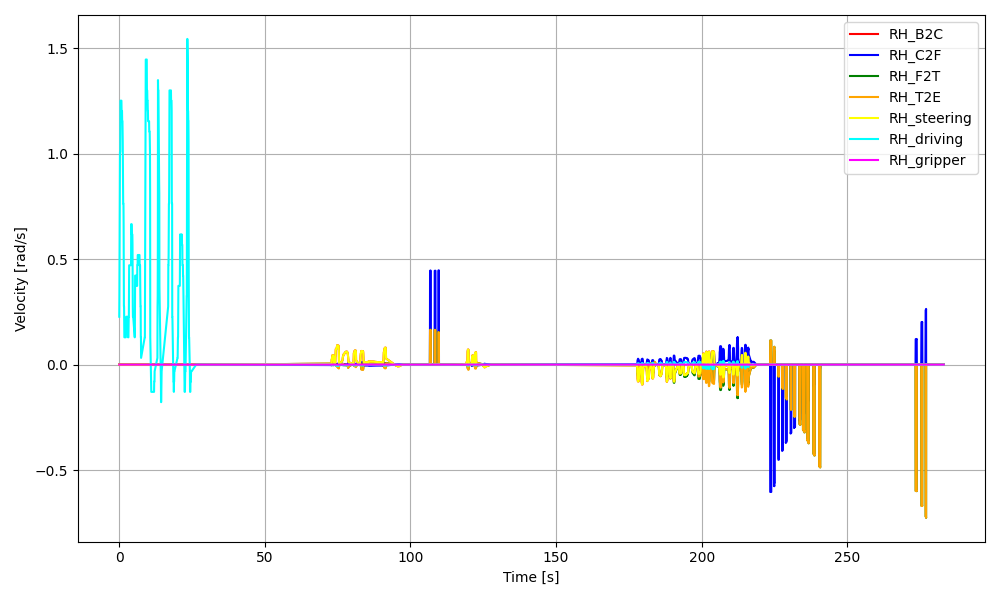 1.5
1.0
0.5
0.0
−0.5
Velocity [rad/s]
0
50
100
150
200
250
Time [s]
RH_B2C
RH_C2F
RH_F2T
RH_T2E
RH_steering
RH_driving
RH_gripper